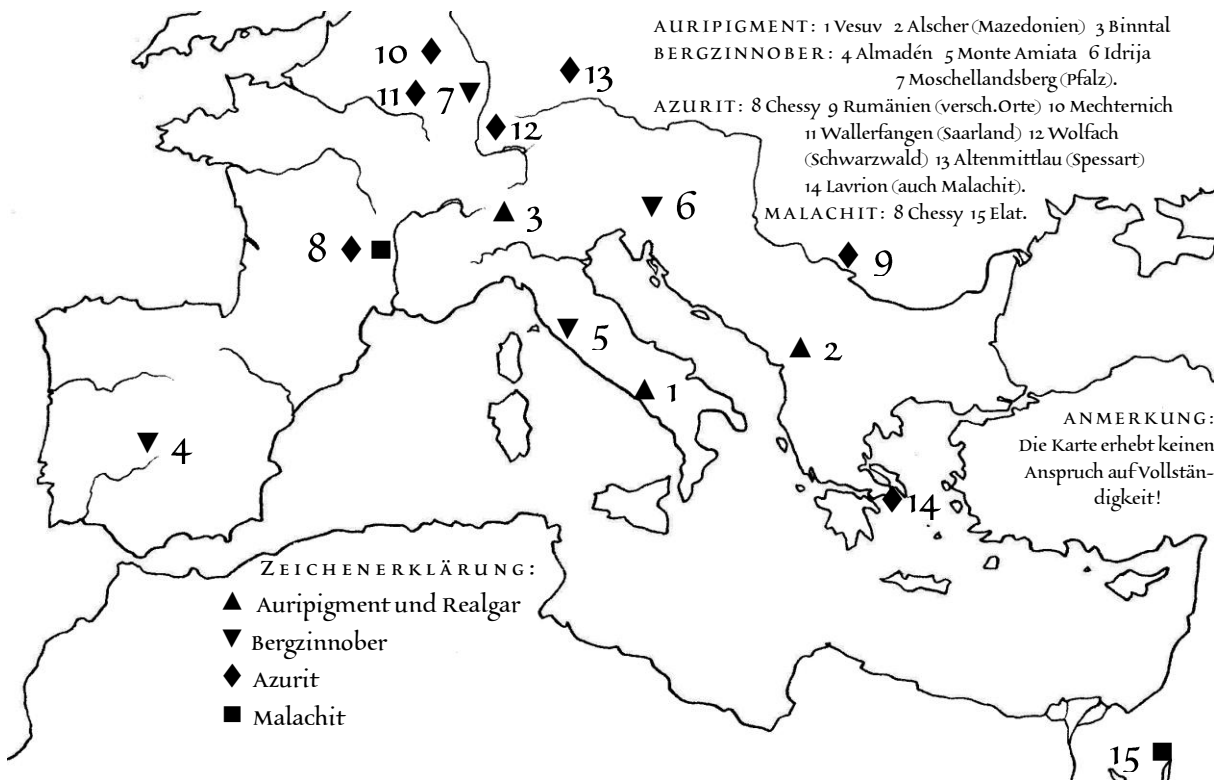 AURIPIGMENT: 1 Vesuv 2 Alscher (Mazedonien) 3 Binntal
BERGZINNOBER: 4 Almadén 5 Monte Amiata 6 Idrija
7 Moschellandsberg (Pfalz).
AZURIT: 8 Chessy 9 Rumänien (versch.Orte) 10 Mechternich
11 Wallerfangen (Saarland) 12 Wolfach
(Schwarzwald) 13 Altenmittlau (Spessart)
14 Lavrion (auch Malachit).
MALACHIT: 8 Chessy 15 Elat.
10
13
11
7
12
3
6
8
9
5
2
1
4
ANMERKUNG:
Die Karte erhebt keinen
Anspruch auf Vollstän-
digkeit!
14
ZEICHENERKLÄRUNG:
Auripigment und Realgar
Bergzinnober
Azurit
Malachit
15